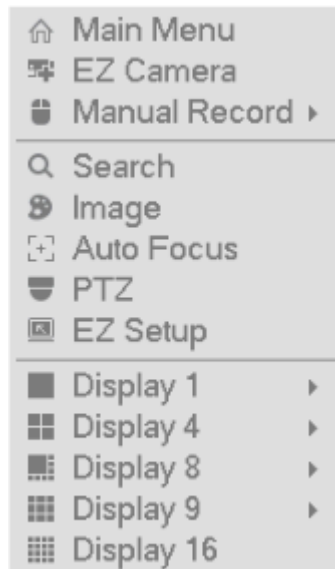 Main Menu
EZ Camera
Manual Record
Search
Image
Auto Focus
PTZ
EZ Setup
Display 1
Display 4
Display 8
Display 9
Display 16